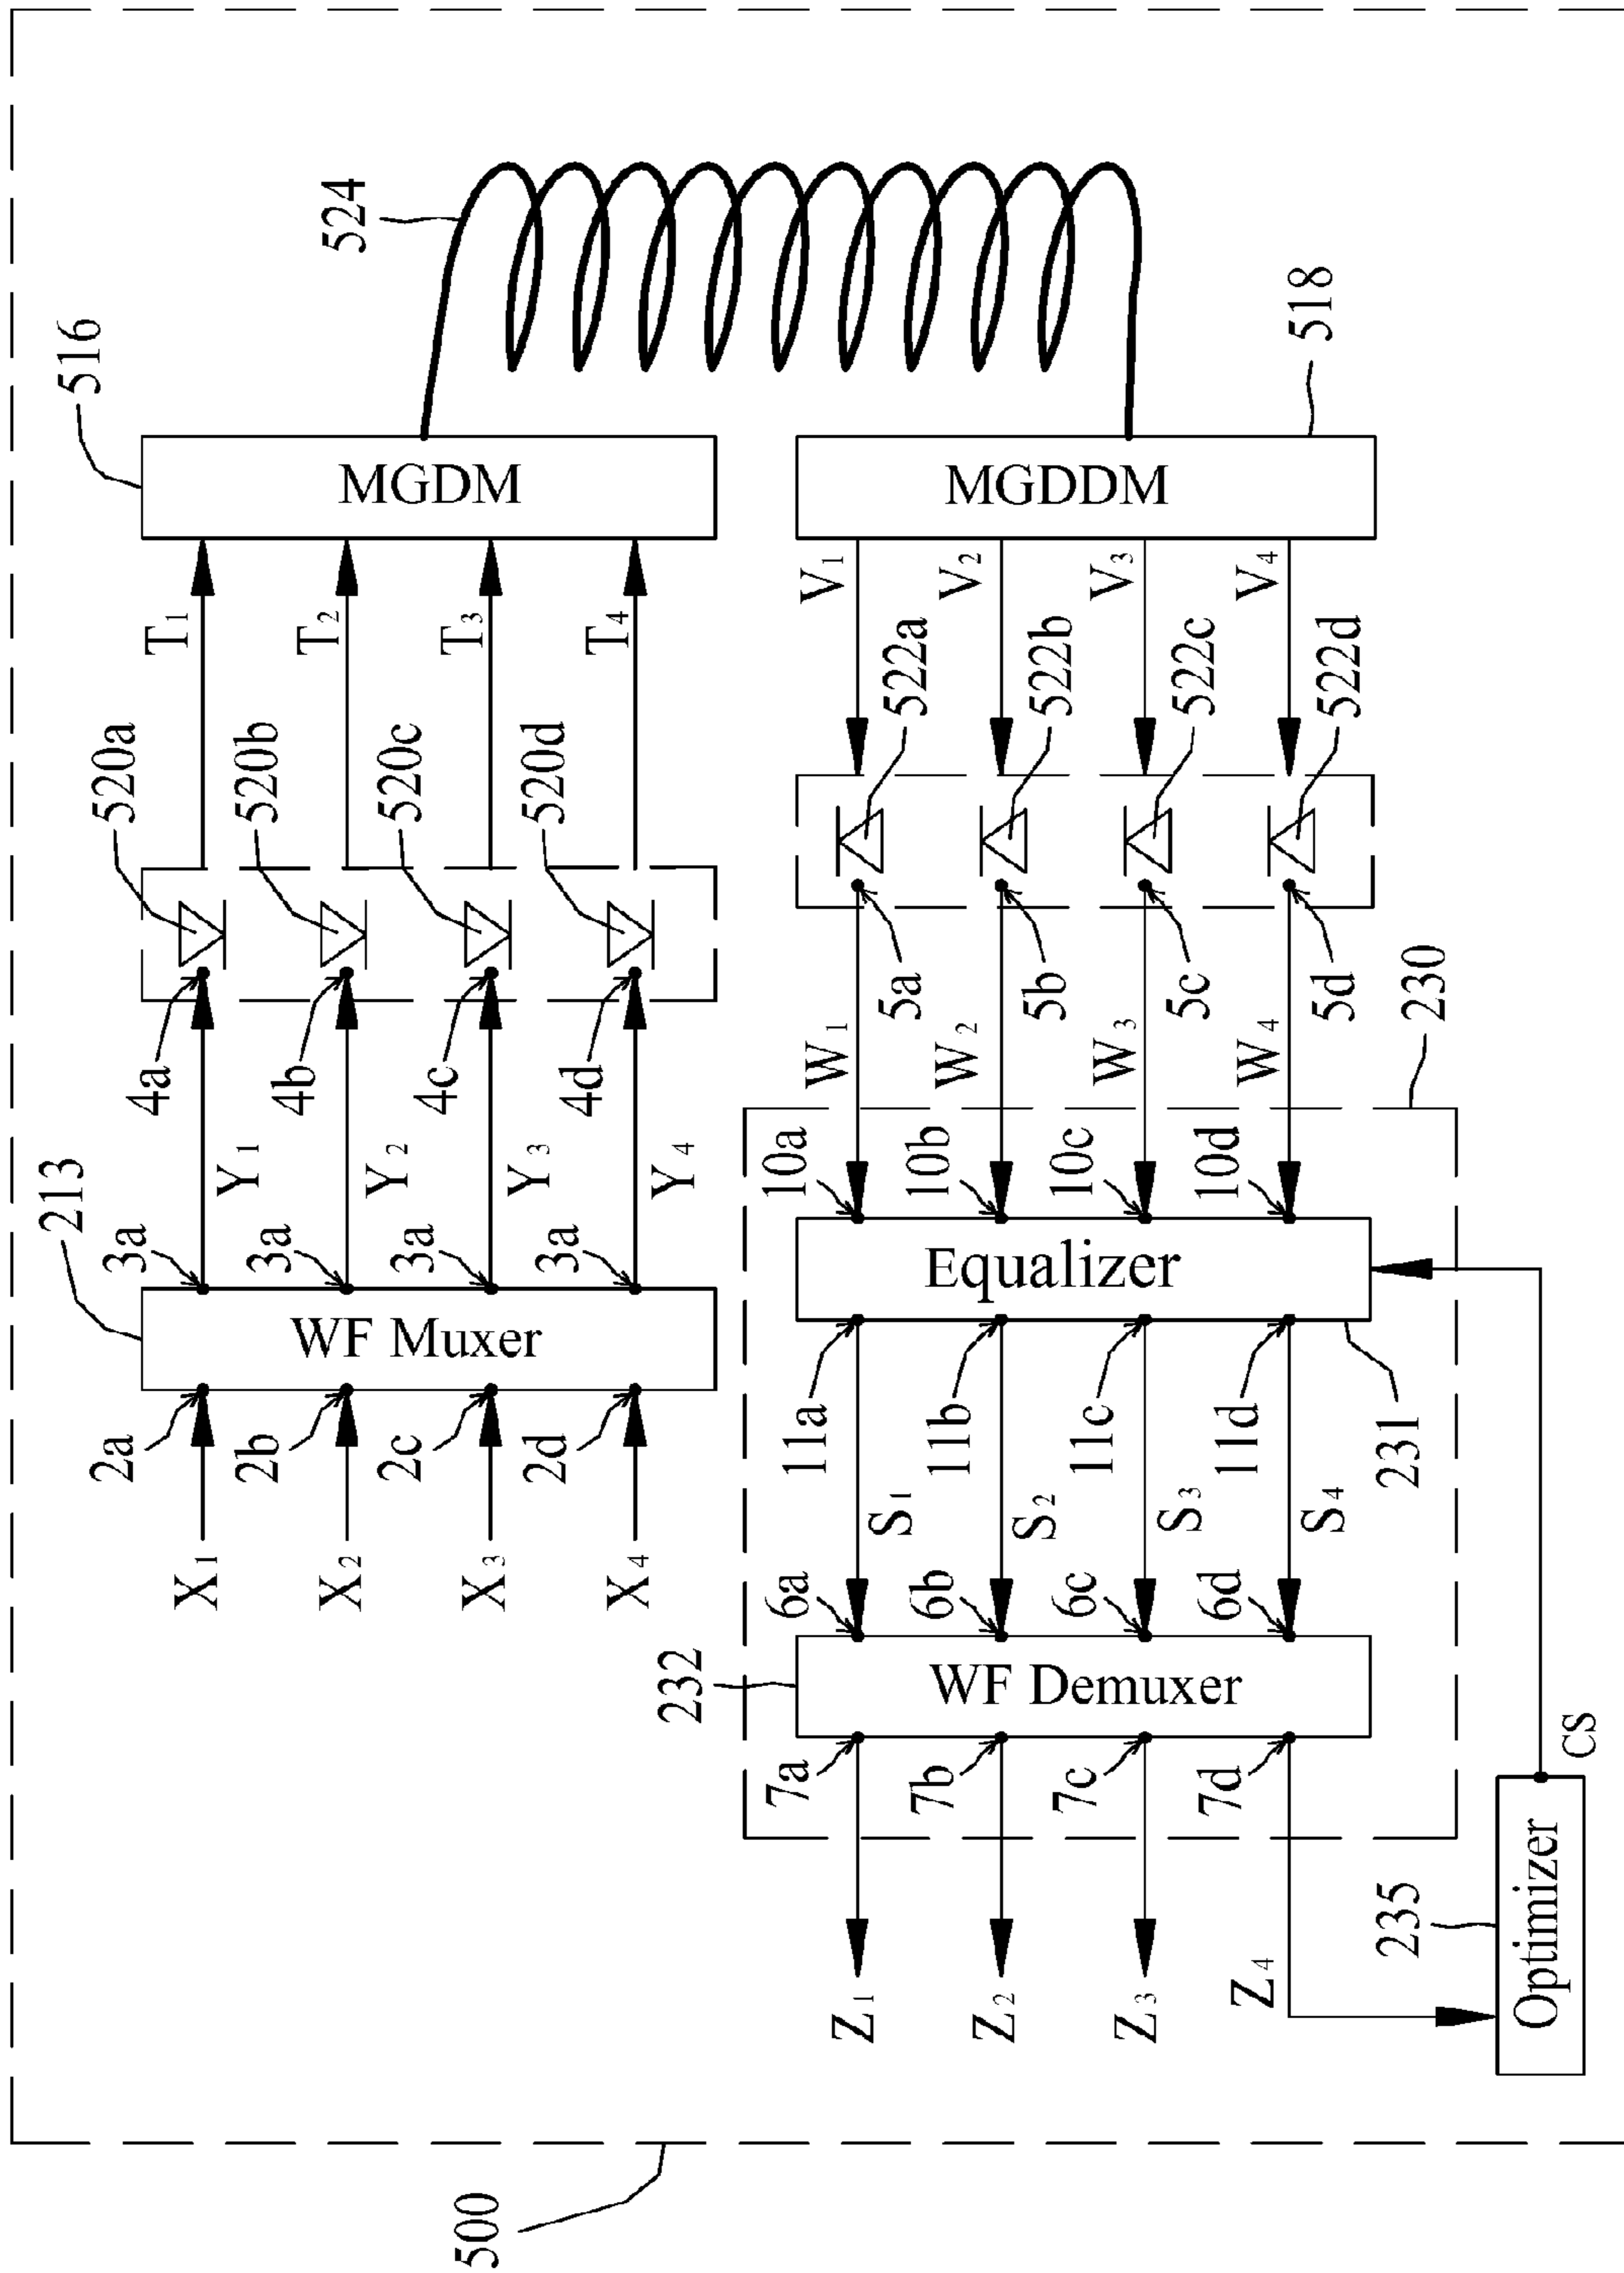 524
516
MGDM
T1
T2
T3
T4
520a
520b
520c
520d
4a
4b
4c
4d
Y1
Y2
Y3
Y4
213
3a
3a
3a
3a
WF Muxer
2a
2b
2c
2d
X1
X2
X3
X4
518
MGDDM
V1
V2
V3
V4
522a
522b
522c
522d
5a
5b
5c
5d
W1
W2
W3
W4
230
10a
10b
10c
10d
Equalizer
231
11a
11b
11c
11d
S1
S2
S3
S4
6a
6b
6c
6d
232
WF Demuxer
7a
7b
7c
7d
Z1
Z2
Z3
Z4
235
Optimizer
CS
500